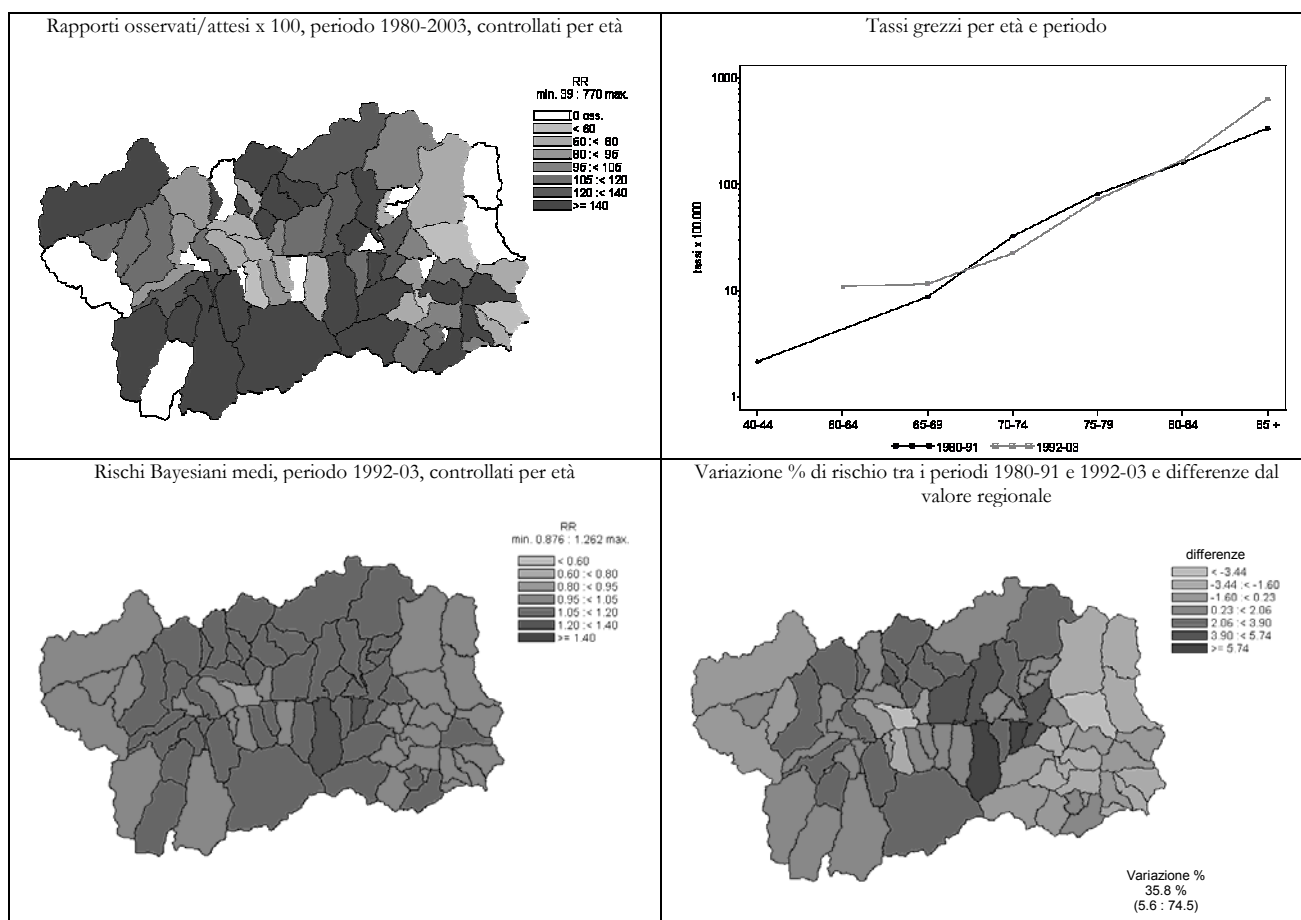 Rapporti osservati/attesi x 100, periodo 1980-2003, controllati per età
RR
min. 39 : 770 max.
0 oss.
< 60
60 :< 80
80 :< 95
95 :< 105
105 :< 120
120 :< 140
>= 140
Tassi grezzi per età e periodo
1000
100
10
1
tassi x 100.000
40-44
60-64
65-69
70-74
75-79
80-84
85 +
1980-91
1992-03
Rischi Bayesiani medi, periodo 1992-03, controllati per età
RR
min. 0.876 : 1.262 max.
< 0.60
0.60 :< 0.80
0.80 :< 0.95
0.95 :< 1.05
1.05 :< 1.20
1.20 :< 1.40
>= 1.40
Variazione % di rischio tra i periodi 1980-91 e 1992-03 e differenze dal
valore regionale
differenze
< -3.44
-3.44 :< -1.60
-1.60 :< 0.23
0.23 :< 2.06
2.06 :< 3.90
3.90 :< 5.74
>= 5.74
Variazione %
35.8 %
(5.6 : 74.5)